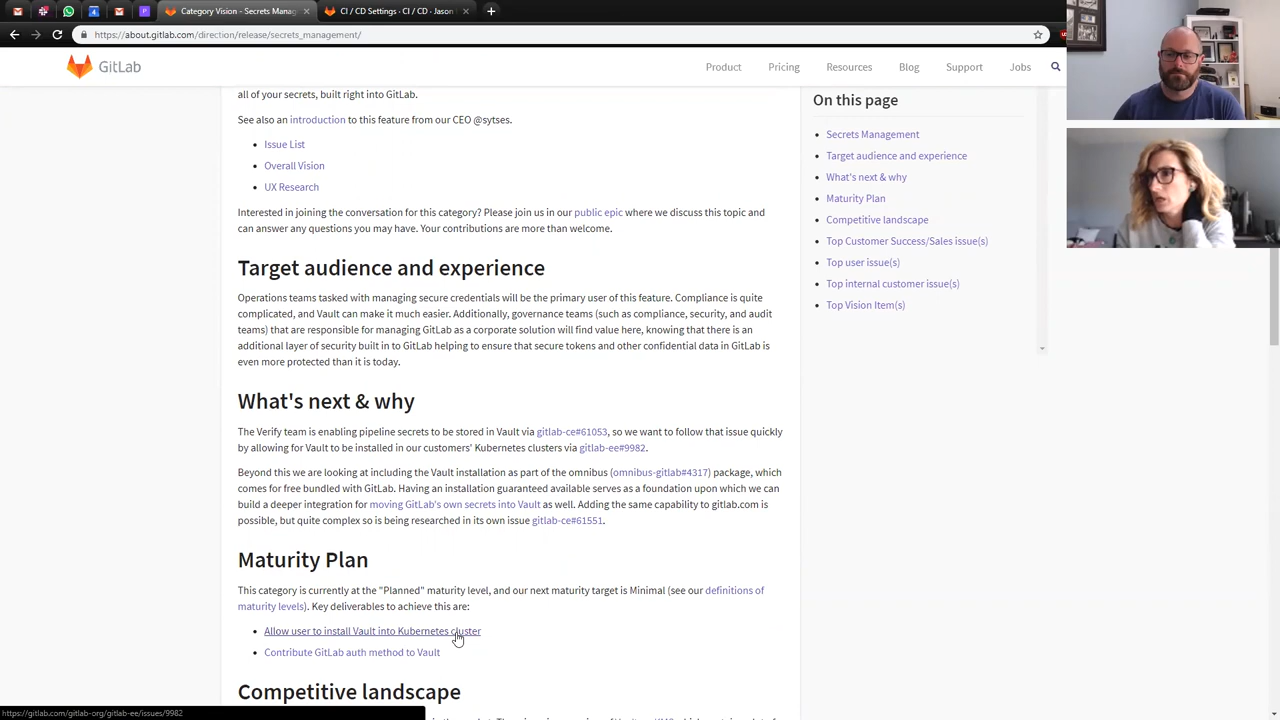 Category Vision - Secrets Manag
CI / CD Settings · CI / CD · Jason
https://about.gitlab.com/direction/release/secrets_management/
GitLab
Product
Pricing
Resources
Blog
Support
Jobs
all of your secrets, built right into GitLab.
See also an introduction to this feature from our CEO @sytses.
Issue List
Overall Vision
UX Research
Interested in joining the conversation for this category? Please join us in our public epic where we discuss this topic and
can answer any questions you may have. Your contributions are more than welcome.
Target audience and experience
Operations teams tasked with managing secure credentials will be the primary user of this feature. Compliance is quite
complicated, and Vault can make it much easier. Additionally, governance teams (such as compliance, security, and audit
teams) that are responsible for managing GitLab as a corporate solution will find value here, knowing that there is an
additional layer of security built in to GitLab helping to ensure that secure tokens and other confidential data in GitLab is
even more protected than it is today.
What's next & why
The Verify team is enabling pipeline secrets to be stored in Vault via gitlab-ce#61053, so we want to follow that issue quickly
by allowing for Vault to be installed in our customers' Kubernetes clusters via gitlab-ee#9982.
Beyond this we are looking at including the Vault installation as part of the omnibus (omnibus-gitlab#4317) package, which
comes for free bundled with GitLab. Having an installation guaranteed available serves as a foundation upon which we can
build a deeper integration for moving GitLab's own secrets into Vault as well. Adding the same capability to gitlab.com is
possible, but quite complex so is being researched in its own issue gitlab-ce#61551.
Maturity Plan
This category is currently at the "Planned" maturity level, and our next maturity target is Minimal (see our definitions of
maturity levels). Key deliverables to achieve this are:
Allow user to install Vault into Kubernetes cluster
Contribute GitLab auth method to Vault
Competitive landscape
On this page
Secrets Management
Target audience and experience
What's next & why
Maturity Plan
Competitive landscape
Top Customer Success/Sales issue(s)
Top user issue(s)
Top internal customer issue(s)
Top Vision Item(s)
https://gitlab.com/gitlab-org/gitlab-ee/issues/9982